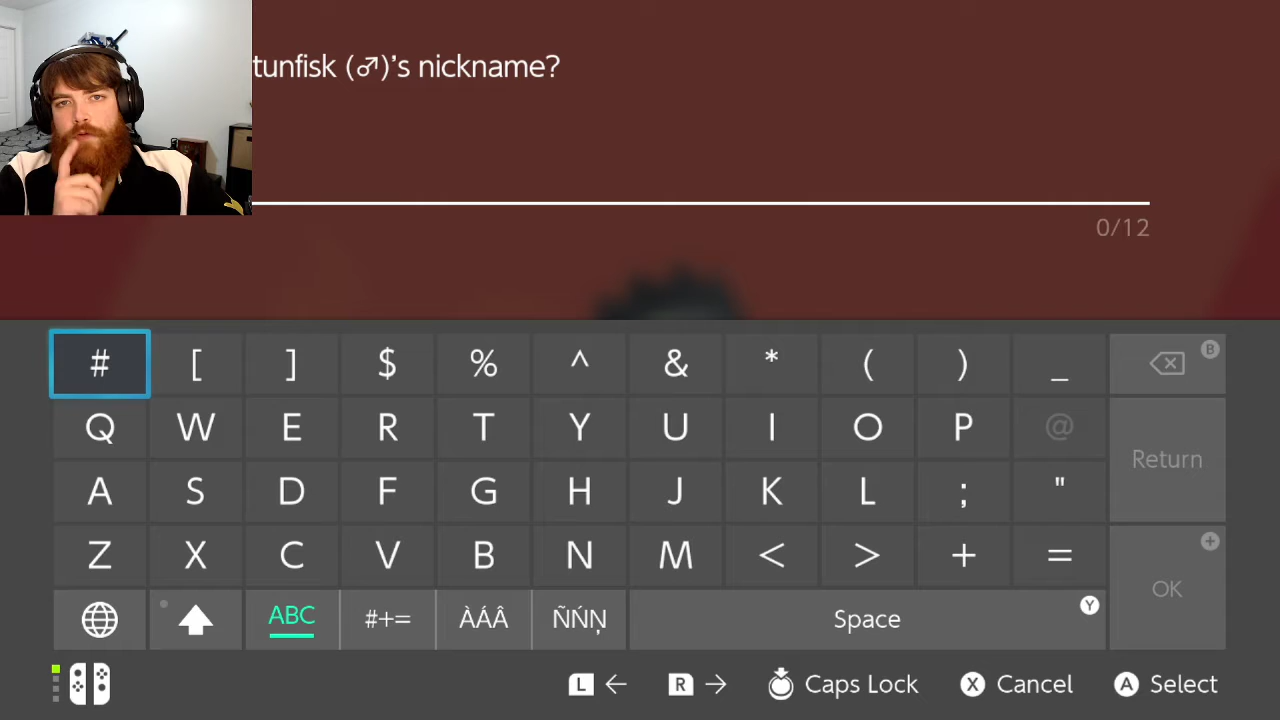 tunfisk (♂)'s nickname?
0/12
# [ ] $ % ^ & * ( ) _ B
Q W E R T Y U I O P @
Return
A S D F G H J K L ; "
Z X C V B N M < > + =
OK
ABC #+= ÀÁÂ ÑŃŅ Space Y
L ← R → Caps Lock X Cancel A Select